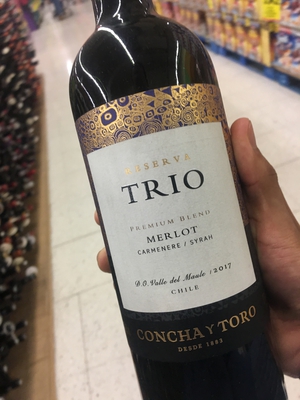 RESERVA
TRIO
PREMIUM BLEND
MERLOT
CARMENERE / SYRAH
D.O. Valle del Maule / 2017
CHILE
CONCHA Y TORO
DESDE 1883